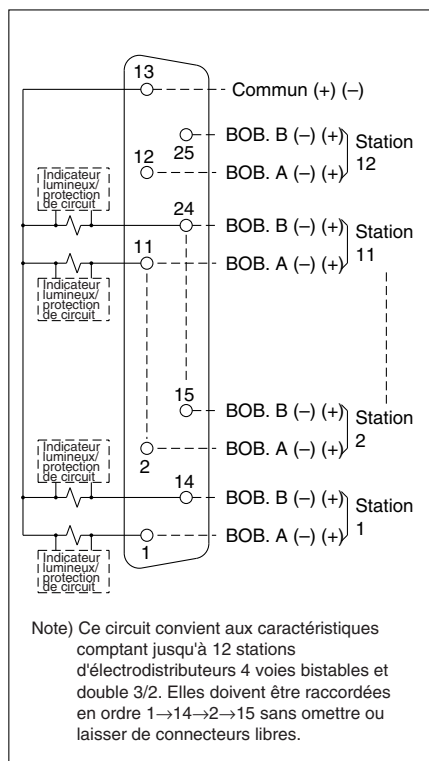 13
Commun (+) (–)
BOB. B (–) (+)
25
Station
12
12
BOB. A (–) (+)
Indicateur
lumineux/
protection
de circuit
24
BOB. B (–) (+)
Station
11
11
BOB. A (–) (+)
Indicateur
lumineux/
protection
de circuit
15
BOB. B (–) (+)
Station
2
2
BOB. A (–) (+)
Indicateur
lumineux/
protection
de circuit
14
BOB. B (–) (+)
Station
1
1
BOB. A (–) (+)
Indicateur
lumineux/
protection
de circuit
Note) Ce circuit convient aux caractéristiques
comptant jusqu'à 12 stations
d'électrodistributeurs 4 voies bistables et
double 3/2. Elles doivent être raccordées
en ordre 1→14→2→15 sans omettre ou
laisser de connecteurs libres.